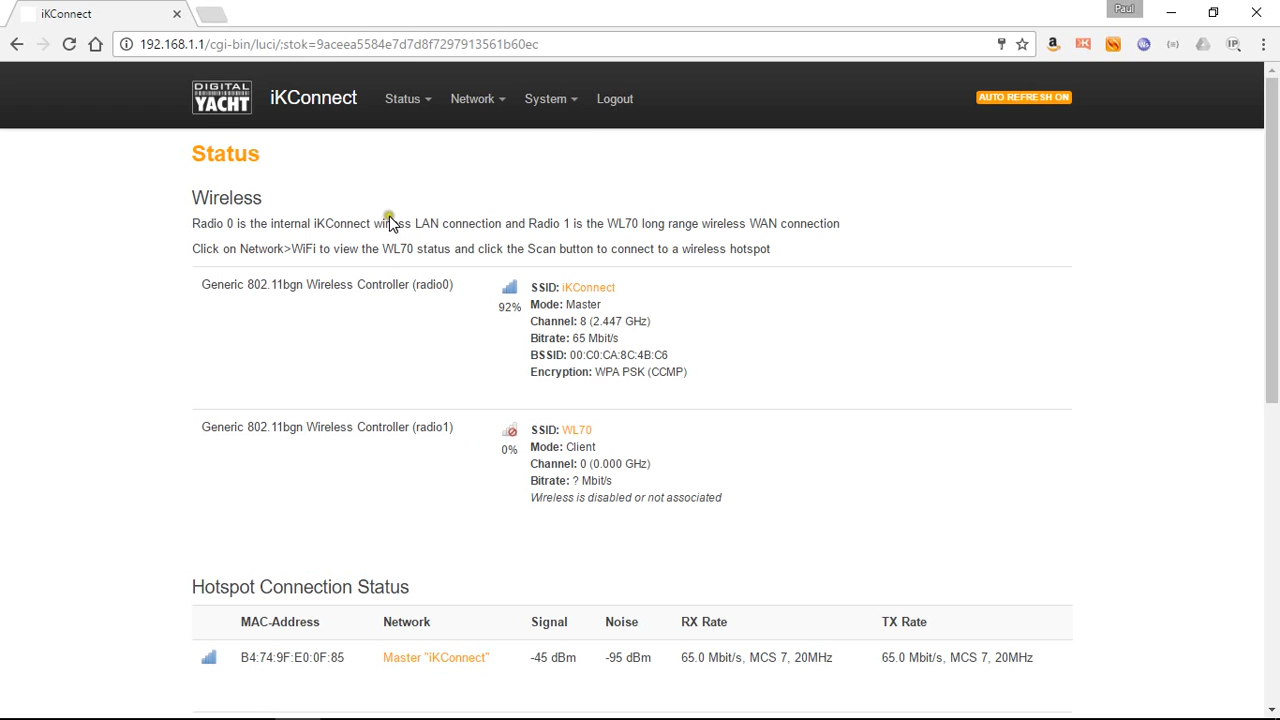 iKConnect
Paul
192.168.1.1/cgi-bin/luci/;stok=9aceea5584e7d7d8f7297913561b60ec
DIGITAL
YACHT
iKConnect
Status
Network
System
Logout
AUTO REFRESH ON
Status
Wireless
Radio 0 is the internal iKConnect wireless LAN connection and Radio 1 is the WL70 long range wireless WAN connection
Click on Network>WiFi to view the WL70 status and click the Scan button to connect to a wireless hotspot
Generic 802.11bgn Wireless Controller (radio0)
92%
SSID: iKConnect
Mode: Master
Channel: 8 (2.447 GHz)
Bitrate: 65 Mbit/s
BSSID: 00:C0:CA:8C:4B:C6
Encryption: WPA PSK (CCMP)
Generic 802.11bgn Wireless Controller (radio1)
0%
SSID: WL70
Mode: Client
Channel: 0 (0.000 GHz)
Bitrate: ? Mbit/s
Wireless is disabled or not associated
Hotspot Connection Status
MAC-Address Network Signal Noise RX Rate TX Rate
B4:74:9F:E0:0F:85 Master "iKConnect" -45 dBm -95 dBm 65.0 Mbit/s, MCS 7, 20MHz 65.0 Mbit/s, MCS 7, 20MHz